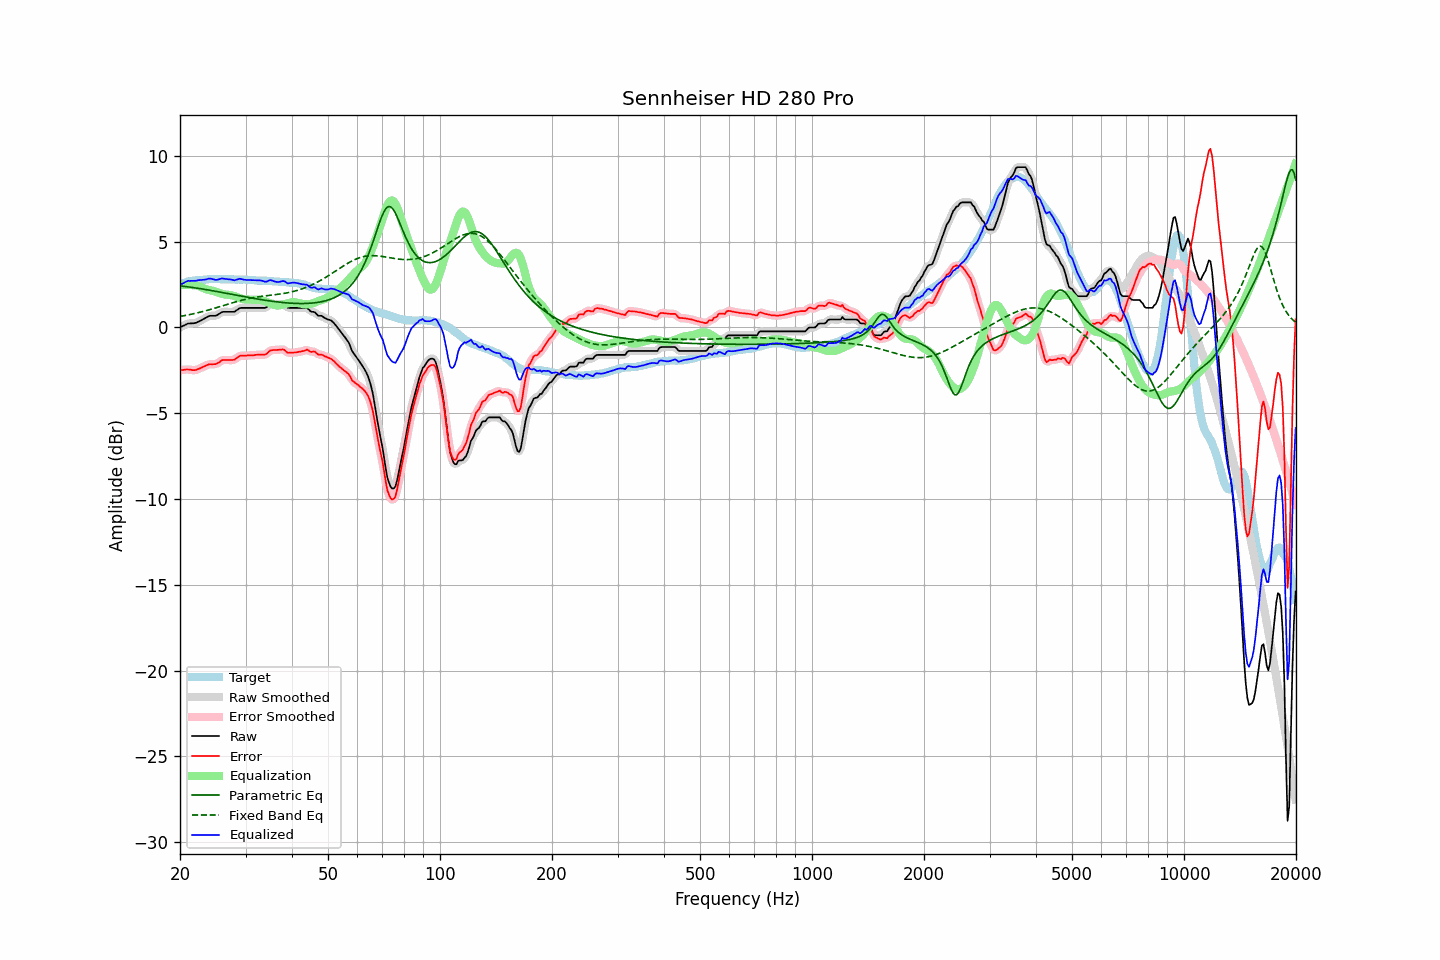 Sennheiser HD 280 Pro
Amplitude (dBr)
10
5
0
−5
−10
−15
−20
−25
−30
Target
Raw Smoothed
Error Smoothed
Raw
Error
Equalization
Parametric Eq
Fixed Band Eq
Equalized
20 50 100 200 500 1000 2000 5000 10000 20000
Frequency (Hz)